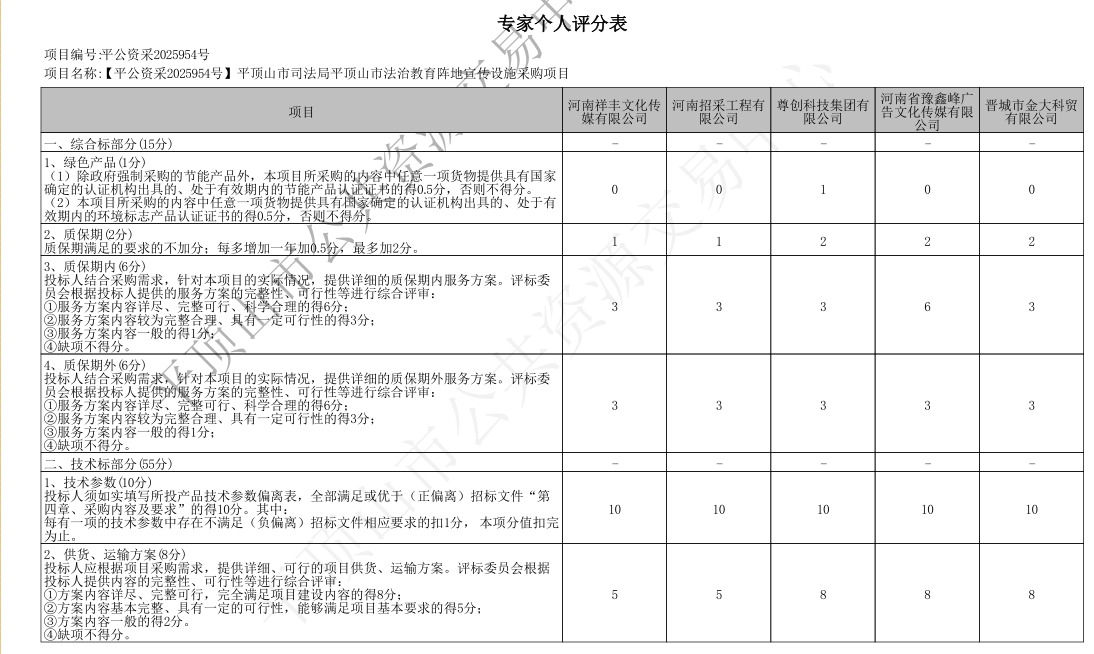 专家个人评分表
项目编号:平公资采2025954号
项目名称:【平公资采2025954号】平顶山市司法局平顶山市法治教育阵地宣传设施采购项目
项目 河南祥丰文化传媒有限公司 河南招采工程有限公司 尊创科技集团有限公司 河南省豫鑫峰广告文化传媒有限公司 晋城市金大科贸有限公司
一、综合标部分(15分) － － － － －
1、绿色产品(1分)
（1）除政府强制采购的节能产品外，本项目所采购的内容中任意一项货物提供具有国家
确定的认证机构出具的、处于有效期内的节能产品认证证书的得0.5分，否则不得分。
（2）本项目所采购的内容中任意一项货物提供具有国家确定的认证机构出具的、处于有
效期内的环境标志产品认证证书的得0.5分，否则不得分。
0 0 1 0 0
2、质保期(2分)
质保期满足的要求的不加分；每多增加一年加0.5分，最多加2分。
1 1 2 2 2
3、质保期内(6分)
投标人结合采购需求，针对本项目的实际情况，提供详细的质保期内服务方案。评标委
员会根据投标人提供的服务方案的完整性、可行性等进行综合评审：
①服务方案内容详尽、完整可行、科学合理的得6分；
②服务方案内容较为完整合理、具有一定可行性的得3分；
③服务方案内容一般的得1分；
④缺项不得分。
3 3 3 6 3
4、质保期外(6分)
投标人结合采购需求，针对本项目的实际情况，提供详细的质保期外服务方案。评标委
员会根据投标人提供的服务方案的完整性、可行性等进行综合评审：
①服务方案内容详尽、完整可行、科学合理的得6分；
②服务方案内容较为完整合理、具有一定可行性的得3分；
③服务方案内容一般的得1分；
④缺项不得分。
3 3 3 3 3
二、技术标部分(55分) － － － － －
1、技术参数(10分)
投标人须如实填写所投产品技术参数偏离表，全部满足或优于（正偏离）招标文件“第
四章、采购内容及要求”的得10分。其中：
每有一项的技术参数中存在不满足（负偏离）招标文件相应要求的扣1分， 本项分值扣完
为止。
10 10 10 10 10
2、供货、运输方案(8分)
投标人应根据项目采购需求，提供详细、可行的项目供货、运输方案。评标委员会根据
投标人提供内容的完整性、可行性等进行综合评审：
①方案内容详尽、完整可行，完全满足项目建设内容的得8分；
②方案内容基本完整、具有一定的可行性，能够满足项目基本要求的得5分；
③方案内容一般的得2分。
④缺项不得分。
5 5 8 8 8
平顶山市公共资源交易中
平顶山市公共资源交易中心